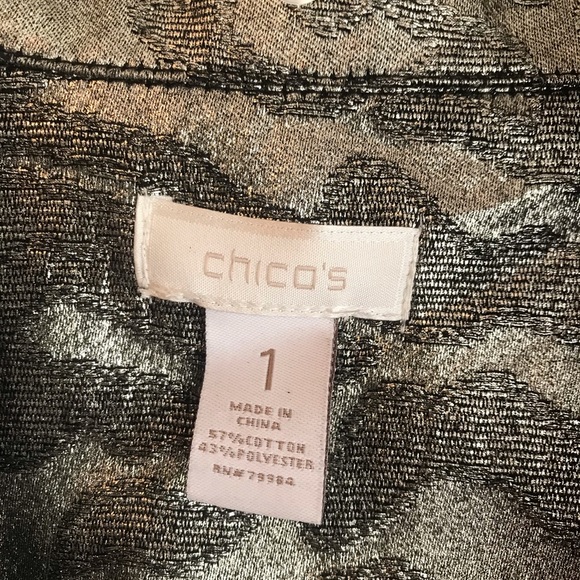 chico's
1
MADE IN
CHINA
57%COTTON
43%POLYESTER
RN# 79984